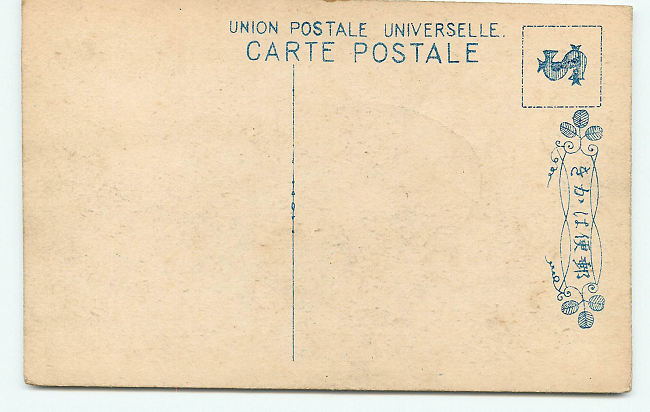 UNION POSTALE UNIVERSELLE.
CARTE POSTALE
郵便はかき